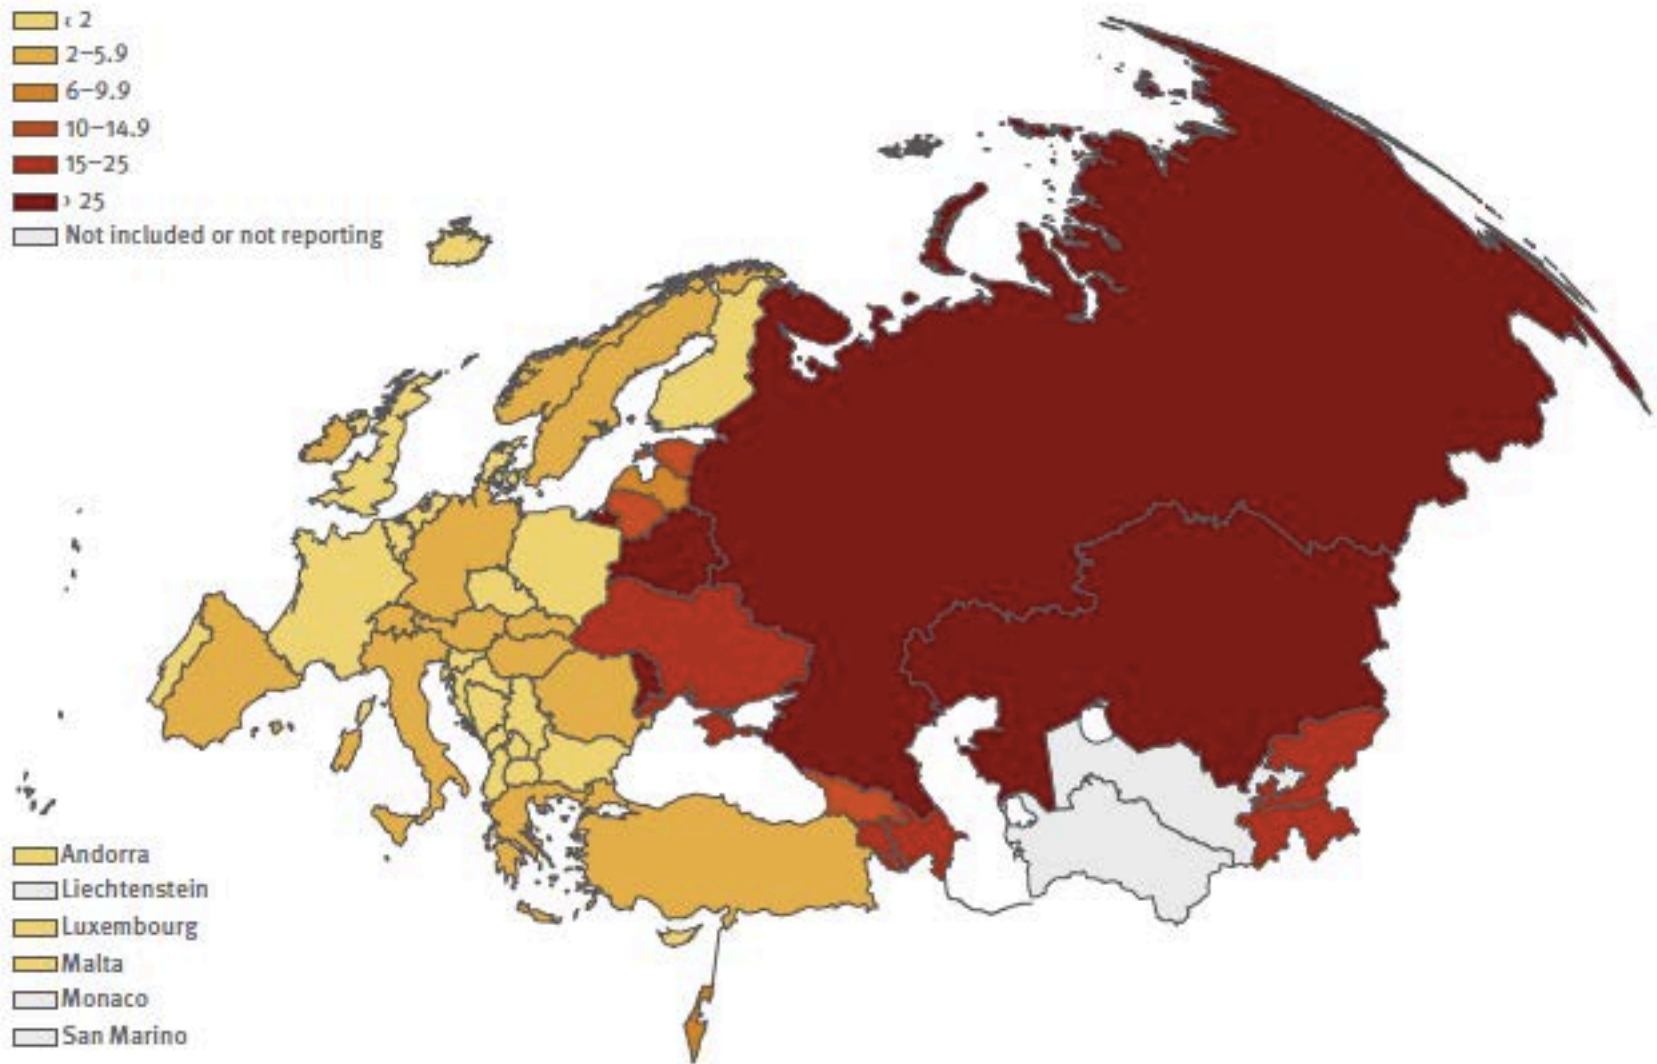 < 2
2–5.9
6–9.9
10–14.9
15–25
> 25
Not included or not reporting
Andorra
Liechtenstein
Luxembourg
Malta
Monaco
San Marino